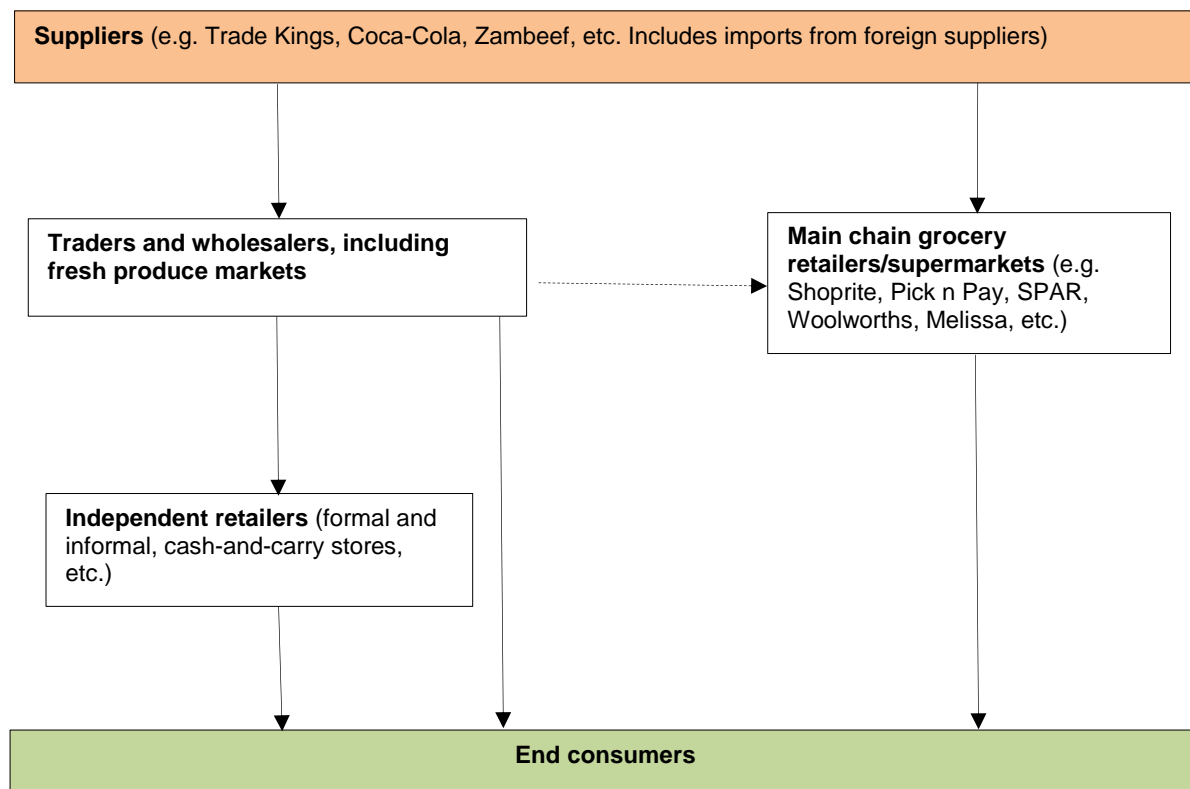 Suppliers (e.g. Trade Kings, Coca-Cola, Zambeef, etc. Includes imports from foreign suppliers)
Traders and wholesalers, including
fresh produce markets
Main chain grocery
retailers/supermarkets (e.g.
Shoprite, Pick n Pay, SPAR,
Woolworths, Melissa, etc.)
Independent retailers (formal and
informal, cash-and-carry stores,
etc.)
End consumers